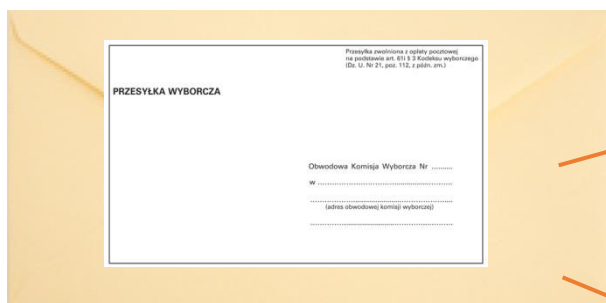 Przesyłka zwolniona z opłaty pocztowej
na podstawie art. 61i § 3 Kodeksu wyborczego
(Dz. U. Nr 21, poz. 112, z późn. zm.)
PRZESYŁKA WYBORCZA
Obwodowa Komisja Wyborcza Nr .........
w ........................................................
...........................................................
(adres obwodowej komisji wyborczej)
...........................................................